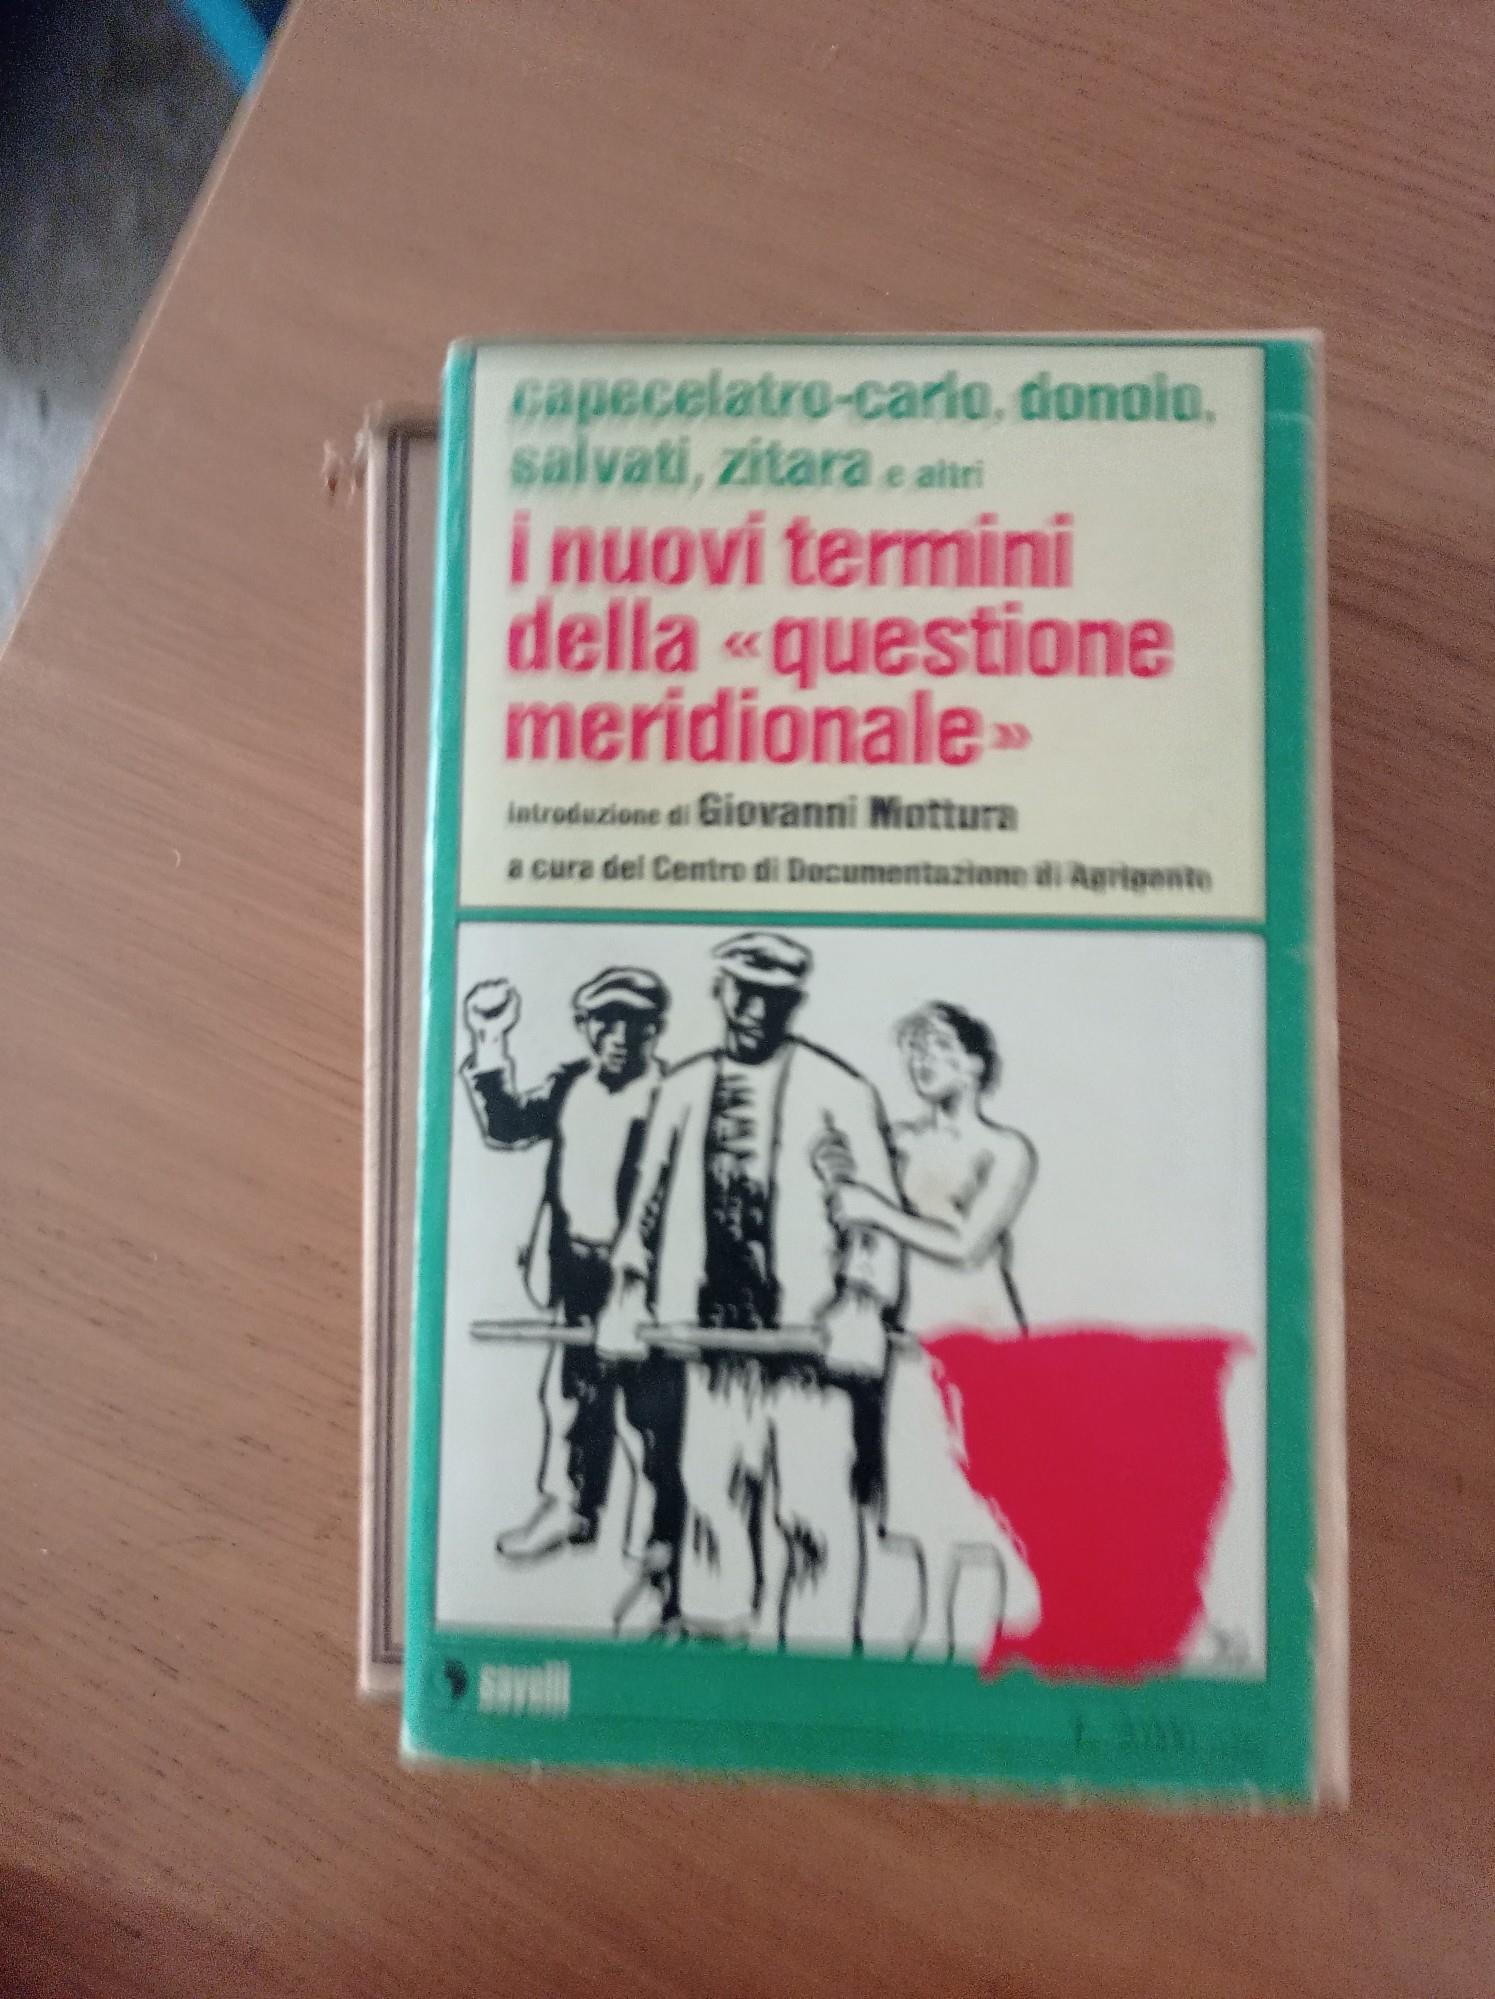 capecelatro-carlo, donolo,
salvati, zitara e altri
i nuovi termini
della «questione
meridionale»
introduzione di Giovanni Mottura
a cura del Centro di Documentazione di Agrigento
savelli